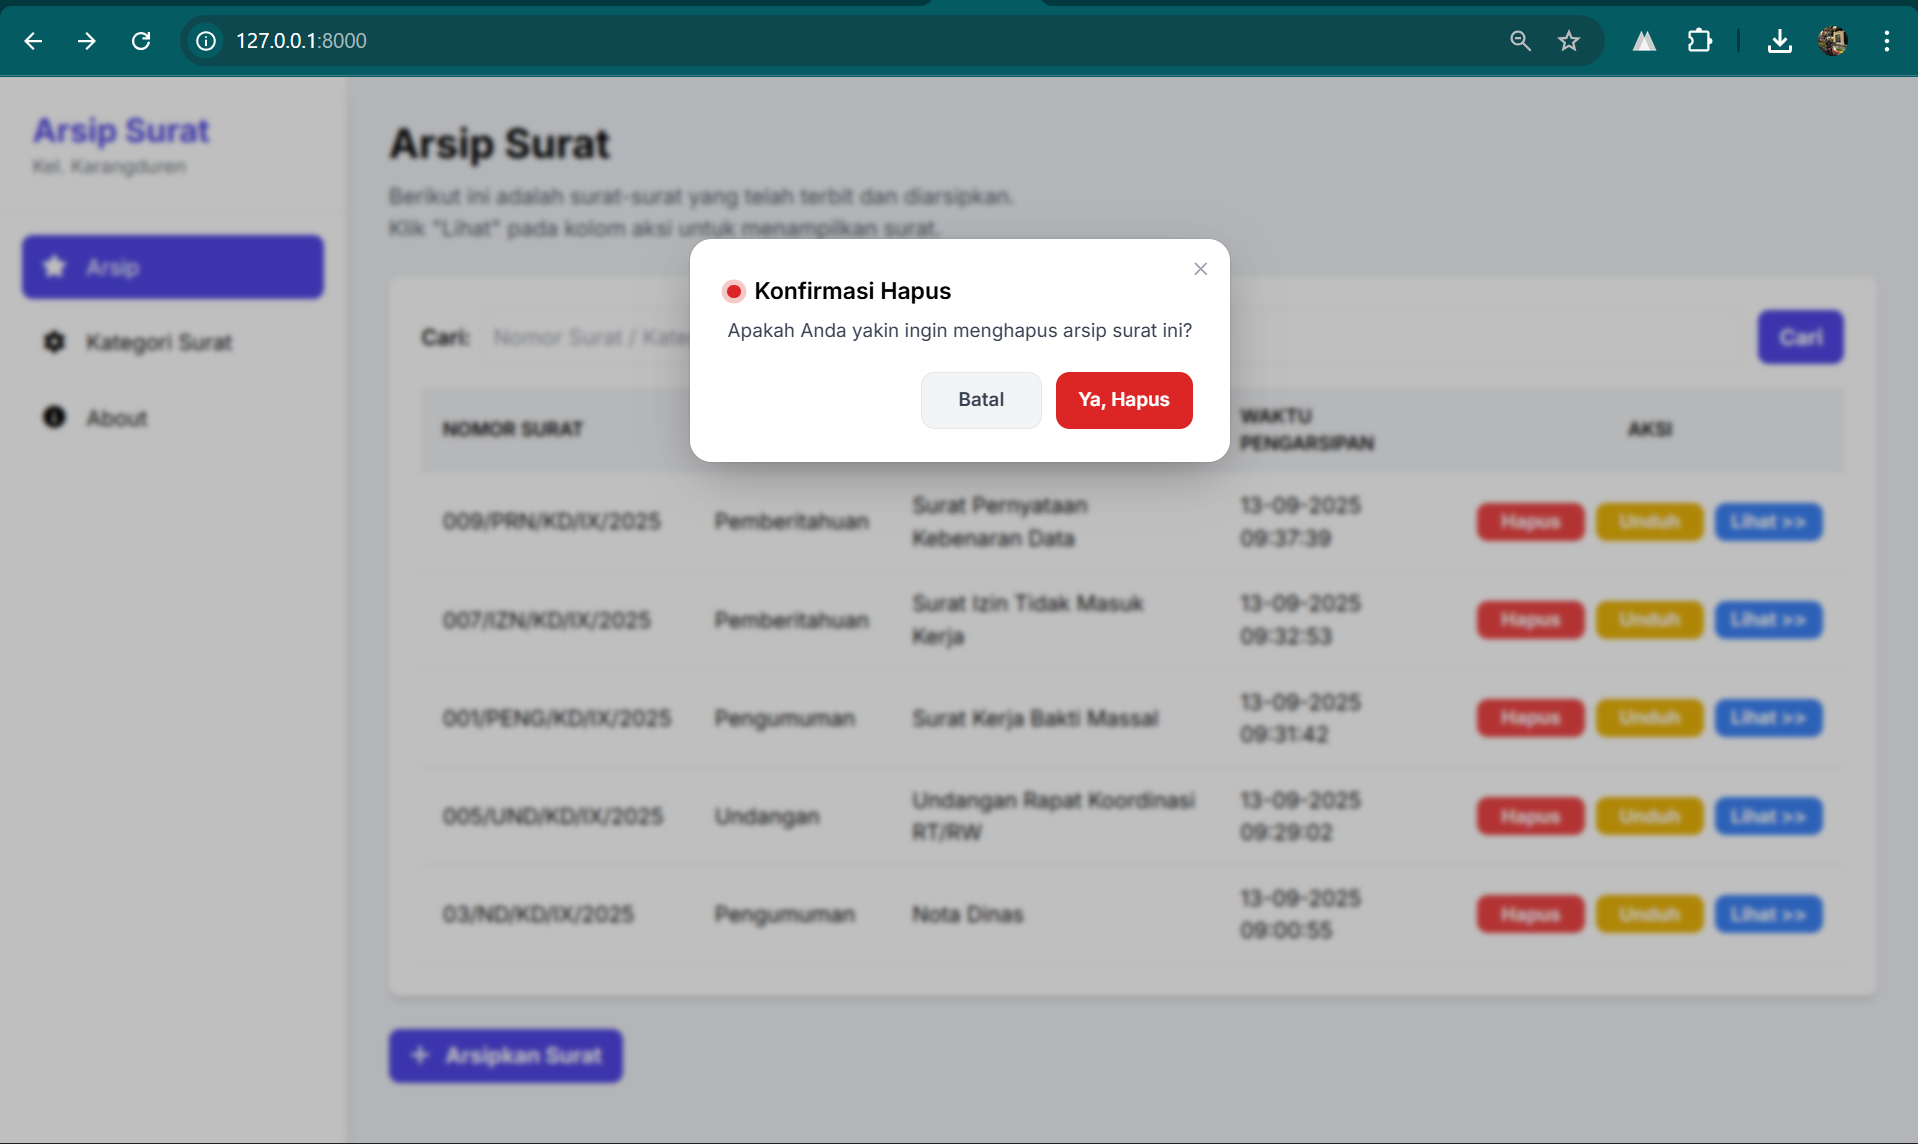 127.0.0.1:8000
Arsip Surat
Kel. Karangduren
Arsip
Kategori Surat
About
Arsip Surat
Berikut ini adalah surat-surat yang telah terbit dan diarsipkan.
Klik "Lihat" pada kolom aksi untuk menampilkan surat.
Konfirmasi Hapus
Apakah Anda yakin ingin menghapus arsip surat ini?
Batal
Ya, Hapus
Cari:
Nomor Surat /
Cari
NOMOR SURAT
WAKTU
PENGARSIPAN
AKSI
009/PRN/KD/IX/2025
Pemberitahuan
Surat Pernyataan
Kebenaran Data
13-09-2025
09:37:39
Hapus
Unduh
Lihat >>
007/IZN/KD/IX/2025
Pemberitahuan
Surat Izin Tidak Masuk
Kerja
13-09-2025
09:32:53
Hapus
Unduh
Lihat >>
001/PENG/KD/IX/2025
Pengumuman
Surat Kerja Bakti Massal
13-09-2025
09:31:42
Hapus
Unduh
Lihat >>
005/UND/KD/IX/2025
Undangan
Undangan Rapat Koordinasi
RT/RW
13-09-2025
09:29:02
Hapus
Unduh
Lihat >>
03/ND/KD/IX/2025
Pengumuman
Nota Dinas
13-09-2025
09:00:55
Hapus
Unduh
Lihat >>
+ Arsipkan Surat